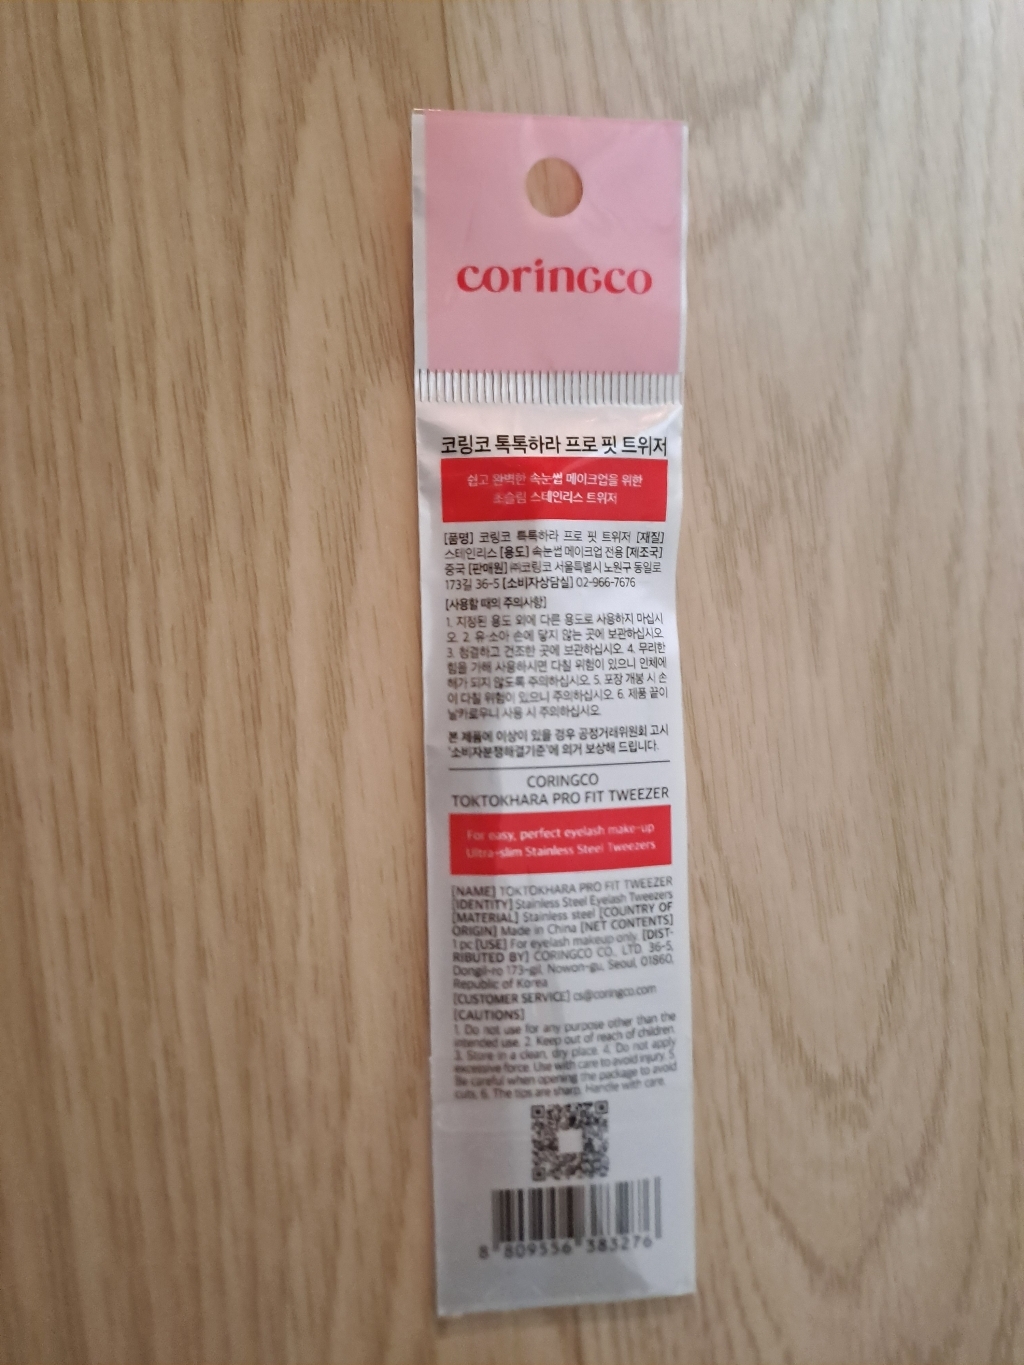 coringco
코링코 톡톡하라 프로 핏 트위저
쉽고 완벽한 속눈썹 메이크업을 위한
초슬림 스테인리스 트위저
[품명] 코링코 톡톡하라 프로 핏 트위저 [재질]
스테인리스 [용도] 속눈썹 메이크업 전용 [제조국]
중국 [판매원] ㈜코링코 서울특별시 노원구 동일로
173길 36-5 [소비자상담실] 02-966-7676
[사용할 때의 주의사항]
1. 지정된 용도 외에 다른 용도로 사용하지 마십시
오. 2. 유·소아 손에 닿지 않는 곳에 보관하십시오.
3. 청결하고 건조한 곳에 보관하십시오. 4. 무리한
힘을 가해 사용하시면 다칠 위험이 있으니 인체에
해가 되지 않도록 주의하십시오. 5. 포장 개봉 시 손
이 다칠 위험이 있으니 주의하십시오. 6. 제품 끝이
날카로우니 사용 시 주의하십시오.
본 제품에 이상이 있을 경우 공정거래위원회 고시
'소비자분쟁해결기준'에 의거 보상해 드립니다.
CORINGCO
TOKTOKHARA PRO FIT TWEEZER
For easy, perfect eyelash make-up
Ultra-slim Stainless Steel Tweezers
[NAME] TOKTOKHARA PRO FIT TWEEZER
[IDENTITY] Stainless Steel Eyelash Tweezers
[MATERIAL] Stainless steel [COUNTRY OF
ORIGIN] Made in China [NET CONTENTS]
1 pc [USE] For eyelash makeup only. [DIST-
RIBUTED BY] CORINGCO CO., LTD. 36-5,
Dongil-ro 173-gil, Nowon-gu, Seoul, 01860,
Republic of Korea
[CUSTOMER SERVICE] cs@coringco.com
[CAUTIONS]
1. Do not use for any purpose other than the
intended use. 2. Keep out of reach of children.
3. Store in a clean, dry place. 4. Do not apply
excessive force. Use with care to avoid injury. 5.
Be careful when opening the package to avoid
cuts. 6. The tips are sharp. Handle with care.
8 809556 383276